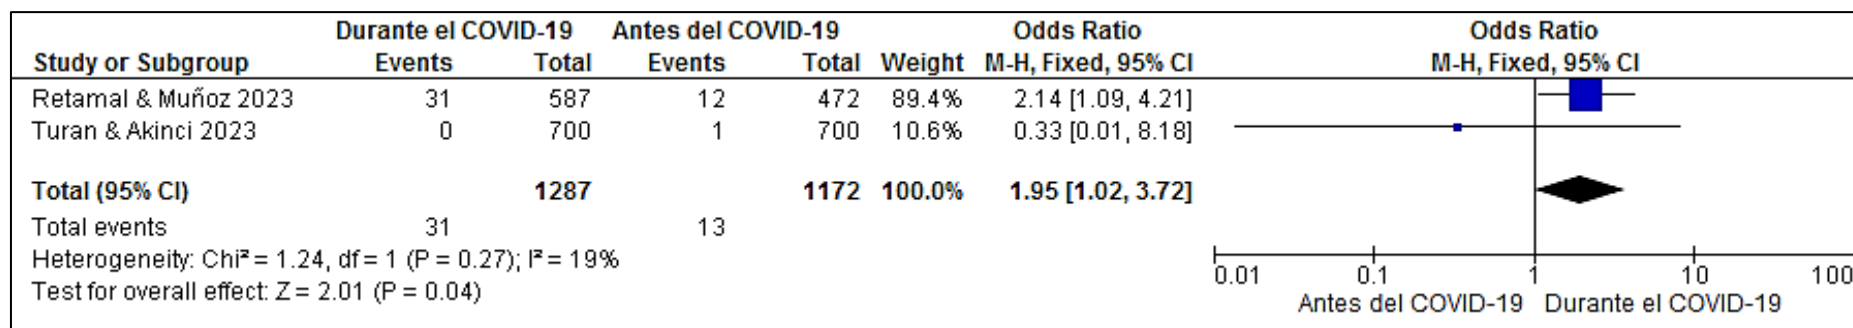 Durante el COVID-19 Antes del COVID-19 Odds Ratio Odds Ratio
Study or Subgroup Events Total Events Total Weight M-H, Fixed, 95% CI M-H, Fixed, 95% CI
Retamal & Muñoz 2023 31 587 12 472 89.4% 2.14 [1.09, 4.21]
Turan & Akinci 2023 0 700 1 700 10.6% 0.33 [0.01, 8.18]
Total (95% CI) 1287 1172 100.0% 1.95 [1.02, 3.72]
Total events 31 13
Heterogeneity: Chi² = 1.24, df = 1 (P = 0.27); I² = 19%
Test for overall effect: Z = 2.01 (P = 0.04)
0.01 0.1 1 10 100
Antes del COVID-19 Durante el COVID-19